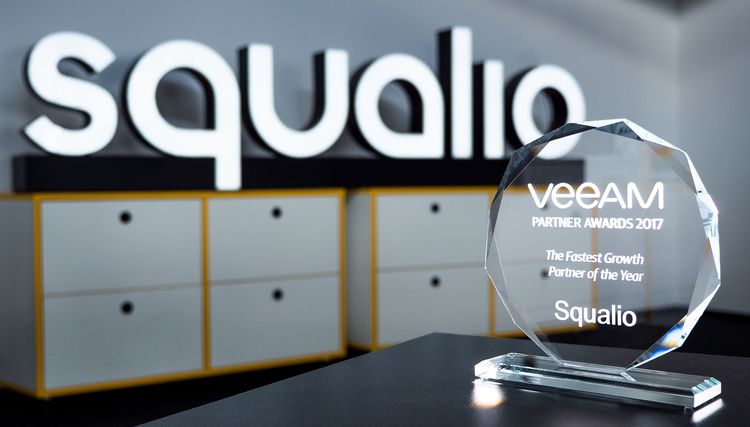 squalio
veeAM
PARTNER AWARDS 2017
The Fastest Growth
Partner of the Year
Squalio